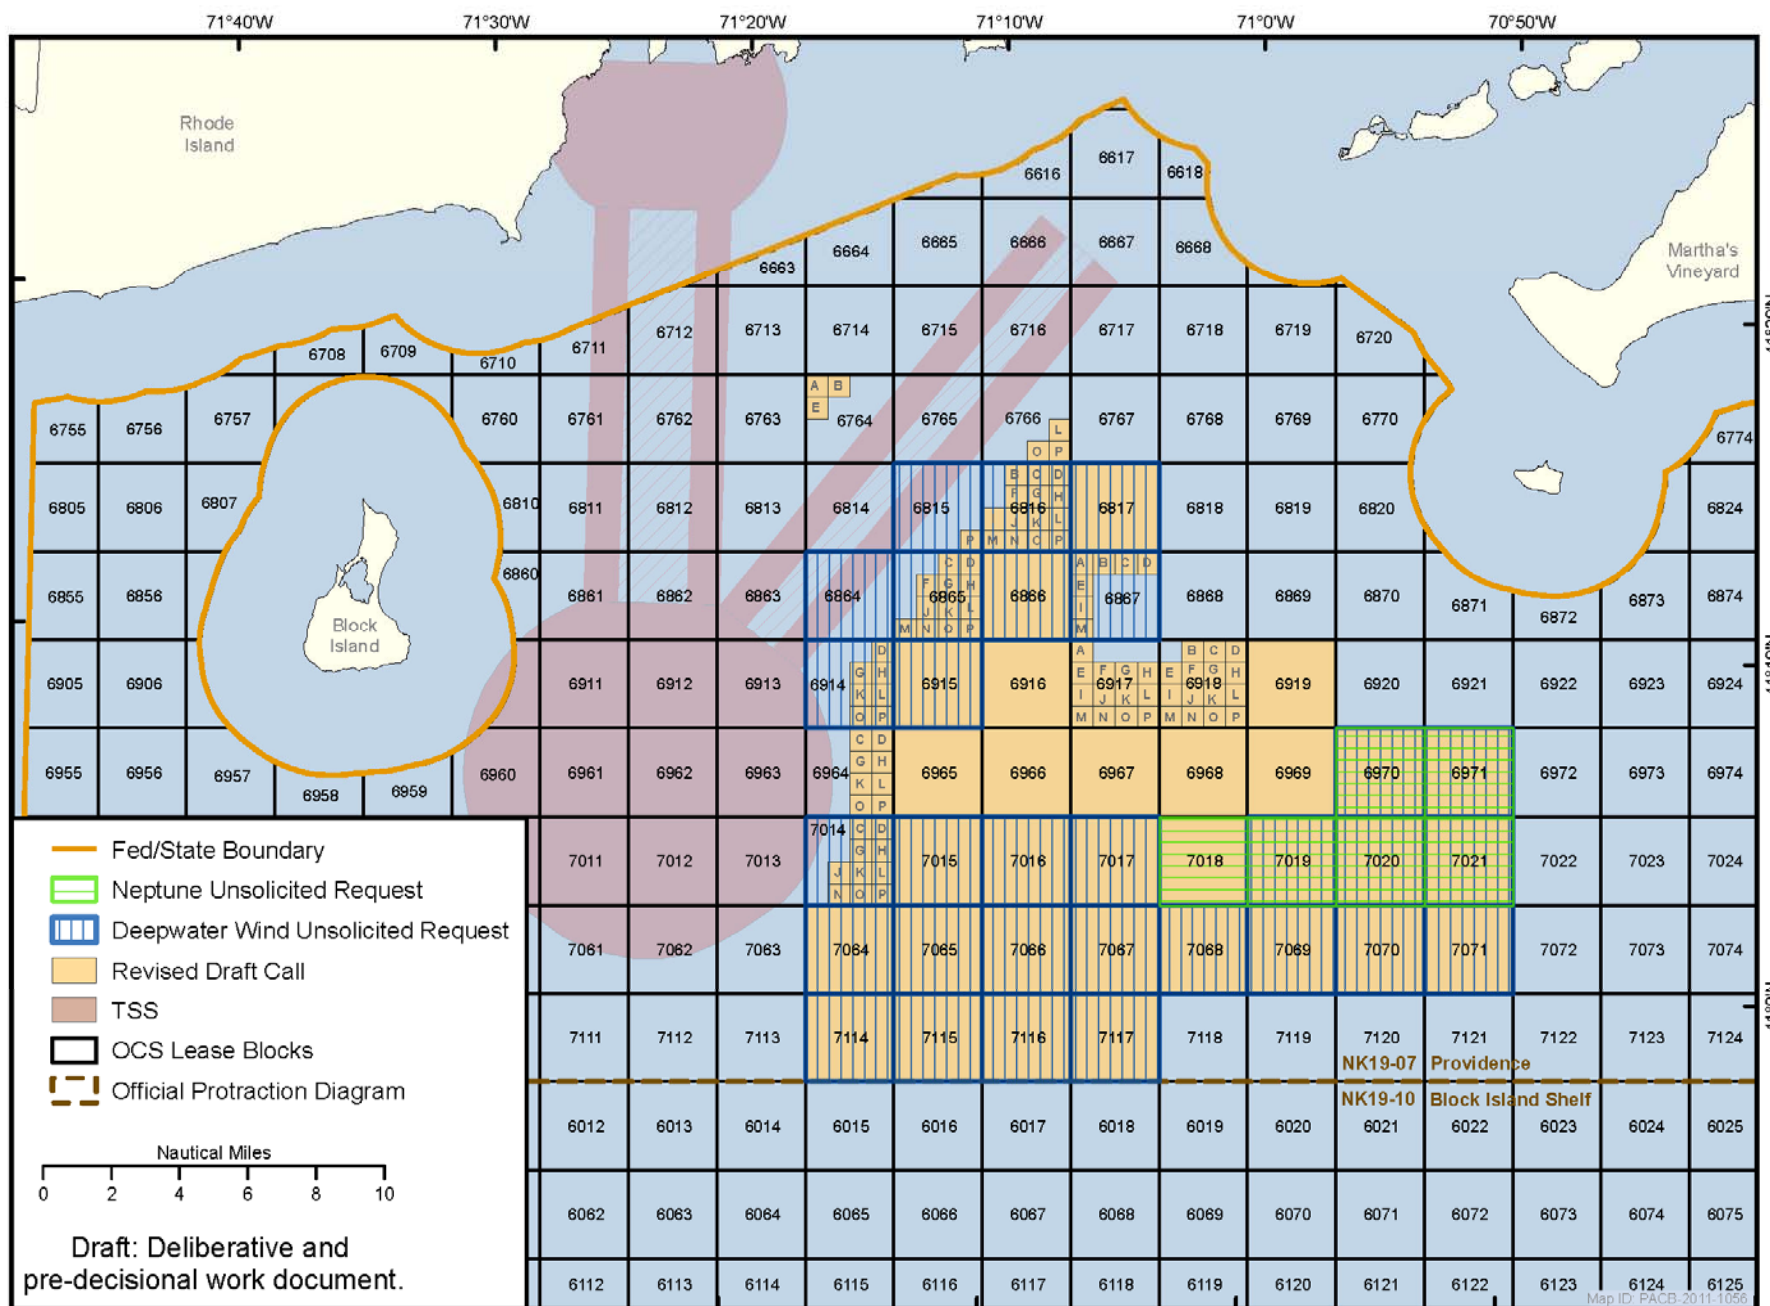 71°40'W 71°30'W 71°20'W 71°10'W 71°0'W 70°50'W
Rhode
Island
Martha's
Vineyard
6616 6617 6618
6663 6664 6665 6666 6667 6668
6708 6709 6710 6711 6712 6713 6714 6715 6716 6717 6718 6719 6720
A B
E
6755 6756 6757 6760 6761 6762 6763 6764 6765 6766 6767 6768 6769 6770 6774
L
O P
6805 6806 6807 6810 6811 6812 6813 6814 6815 6816 6817 6818 6819 6820 6824
B C D
F G H
J K L
P M N O P
6855 6856 6860 6861 6862 6863 6864 6865 6866 6867 6868 6869 6870 6871 6872 6873 6874
C D A B C D
F G H E
J K L I
M N O P M
Block
Island
6905 6906 6911 6912 6913 6914 6915 6916 6917 6918 6919 6920 6921 6922 6923 6924
D A B C D
G H E F G H E F G H
K L I J K L I J K L
O P M N O P M N O P
6955 6956 6957 6958 6959 6960 6961 6962 6963 6964 6965 6966 6967 6968 6969 6970 6971 6972 6973 6974
C D
G H
K L
O P
7011 7012 7013 7014 7015 7016 7017 7018 7019 7020 7021 7022 7023 7024
C D
G H
J K L
N O P
7061 7062 7063 7064 7065 7066 7067 7068 7069 7070 7071 7072 7073 7074
7111 7112 7113 7114 7115 7116 7117 7118 7119 7120 7121 7122 7123 7124
NK19-07 Providence
NK19-10 Block Island Shelf
6012 6013 6014 6015 6016 6017 6018 6019 6020 6021 6022 6023 6024 6025
6062 6063 6064 6065 6066 6067 6068 6069 6070 6071 6072 6073 6074 6075
6112 6113 6114 6115 6116 6117 6118 6119 6120 6121 6122 6123 6124 6125
Fed/State Boundary
Neptune Unsolicited Request
Deepwater Wind Unsolicited Request
Revised Draft Call
TSS
OCS Lease Blocks
Official Protraction Diagram
Nautical Miles
0 2 4 6 8 10
Draft: Deliberative and
pre-decisional work document.
Map ID: PACB-2011-1056